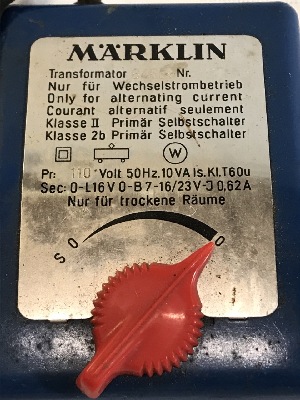 MÄRKLIN
Transformator Nr.
Nur für Wechselstrombetrieb
Only for alternating current
Courant alternatif seulement
Klasse II Primär Selbstschalter
Klasse 2b Primär Selbstschalter
W
Pr: 110 Volt 50Hz. 10VA Is.Kl.T60u
Sec: 0-L16V 0-B7-16/23V-0 0,62A
Nur für trockene Räume
S 0 0